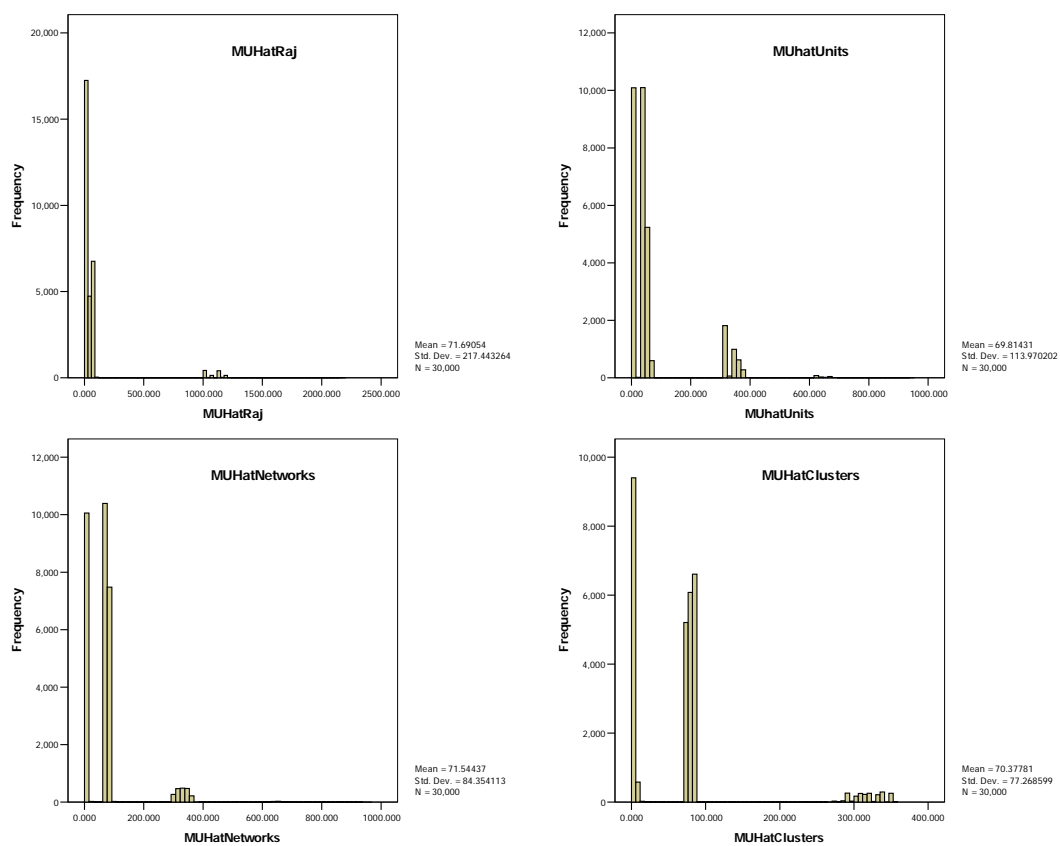 20,000
15,000
10,000
5,000
0
Frequency
MUHatRaj
0.000 500.000 1000.000 1500.000 2000.000 2500.000
MUHatRaj
Mean = 71.69054
Std. Dev. = 217.443264
N = 30,000
12,000
10,000
8,000
6,000
4,000
2,000
0
Frequency
MUhatUnits
0.000 200.000 400.000 600.000 800.000 1000.000
MUhatUnits
Mean = 69.81431
Std. Dev. = 113.970202
N = 30,000
12,000
10,000
8,000
6,000
4,000
2,000
0
Frequency
MUHatNetworks
0.000 200.000 400.000 600.000 800.000 1000.000
MUHatNetworks
Mean = 71.54437
Std. Dev. = 84.354113
N = 30,000
10,000
8,000
6,000
4,000
2,000
0
Frequency
MUHatClusters
0.000 100.000 200.000 300.000 400.000
MUHatClusters
Mean = 70.37781
Std. Dev. = 77.268599
N = 30,000